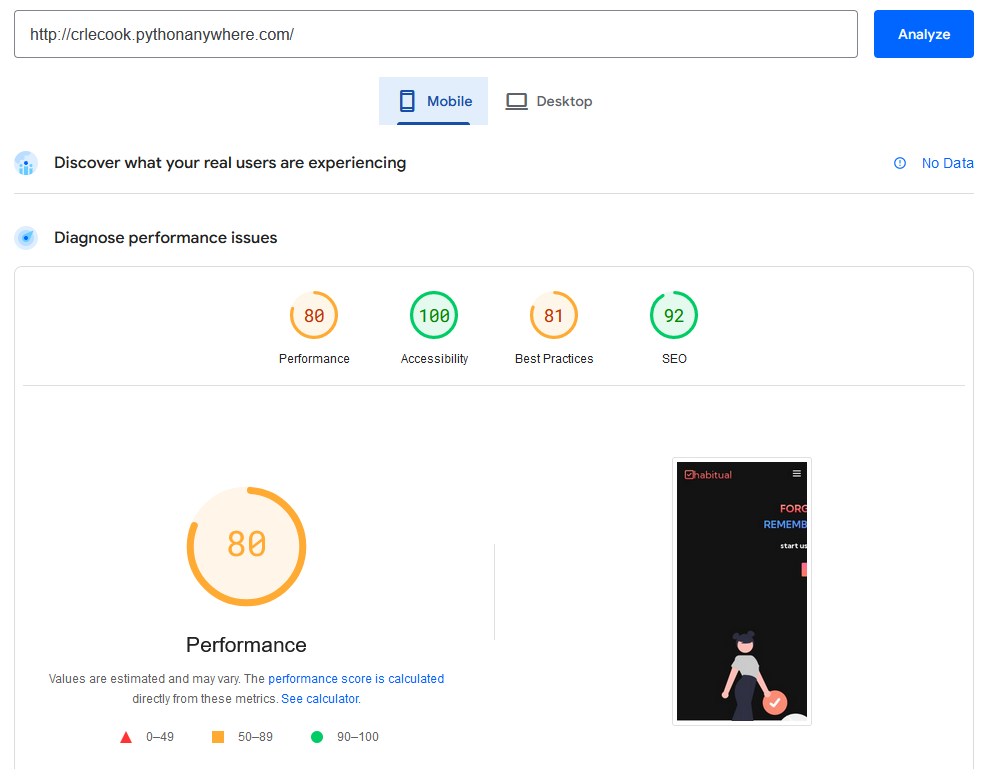 http://crlecook.pythonanywhere.com/
Analyze
Mobile
Desktop
Discover what your real users are experiencing
No Data
Diagnose performance issues
80
100
81
92
Performance
Accessibility
Best Practices
SEO
80
Performance
Values are estimated and may vary. The performance score is calculated
directly from these metrics. See calculator.
0–49
50–89
90–100
habitual
FORG
REMEMB
start us